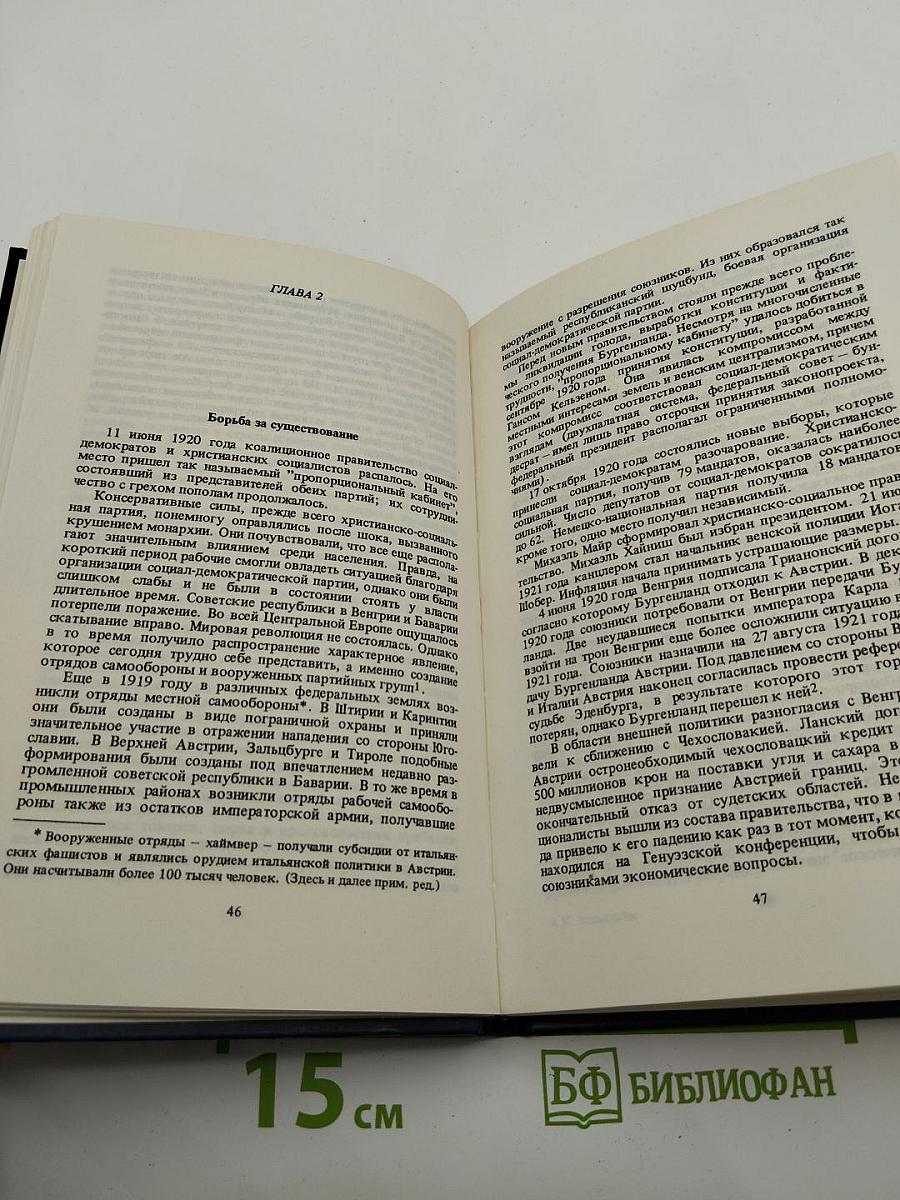 ГЛАВА 2
Борьба за существование
11 июня 1920 года коалиционное правительство социал-
демократов и христианских социалистов распалось. На его
место пришел так называемый "пропорциональный кабинет",
состоявший из представителей обеих партий; их сотрудни-
чество с грехом пополам продолжалось.
Консервативные силы, прежде всего христианско-социаль-
ная партия, понемногу оправлялись после шока, вызванного
крушением монархии. Они почувствовали, что все еще распола-
гают значительным влиянием среди населения. Правда, на
короткий период рабочие смогли овладеть ситуацией благодаря
организации социал-демократической партии, однако они были
слишком слабы и не были в состоянии стоять у власти
длительное время. Советские республики в Венгрии и Баварии
потерпели поражение. Во всей Центральной Европе ощущалось
скатывание вправо. Мировая революция не состоялась. Однако
в то время получило распространение характерное явление,
которое сегодня трудно себе представить, а именно создание
отрядов самообороны и вооруженных партийных групп1.
Еще в 1919 году в различных федеральных землях воз-
никли отряды местной самообороны*. В Штирии и Каринтии
они были созданы в виде пограничной охраны и приняли
значительное участие в отражении нападения со стороны Юго-
славии. В Верхней Австрии, Зальцбурге и Тироле подобные
формирования были созданы под впечатлением недавно раз-
громленной советской республики в Баварии. В то же время в
промышленных районах возникли отряды рабочей самообо-
роны также из остатков императорской армии, получавшие
* Вооруженные отряды — хаймвер — получали субсидии от итальян-
ских фашистов и являлись орудием итальянской политики в Австрии.
Они насчитывали более 100 тысяч человек. (Здесь и далее прим. ред.)
46
вооружение с разрешения союзников. Из них образовался так
называемый республиканский шуцбунд, боевая организация
социал-демократической партии.
Перед новым правительством стояли прежде всего пробле-
мы ликвидации голода, выработки конституции и факти-
ческого получения Бургенланда. Несмотря на многочисленные
трудности, "пропорциональному кабинету" удалось добиться в
сентябре 1920 года принятия конституции, разработанной
Гансом Кельзеном. Она явилась компромиссом между
местными интересами земель и венским централизмом, причем
этот компромисс соответствовал социал-демократическим
взглядам (двухпалатная система, федеральный совет — бун-
десрат — имел лишь право отсрочки принятия законопроекта,
федеральный президент располагал ограниченными полномо-
чиями).
17 октября 1920 года состоялись новые выборы, которые
принесли социал-демократам разочарование. Христианско-
социальная партия, получив 79 мандатов, оказалась наиболее
сильной. Число депутатов от социал-демократов сократилось
до 62. Немецко-национальная партия получила 18 мандатов,
кроме того, одно место получил независимый.
Михаэль Майр сформировал христианско-социальное прави-
тельство. Михаэль Хайниш был избран президентом. 21 ию
1921 года канцлером стал начальник венской полиции Иога
Шобер. Инфляция начала принимать устрашающие размеры.
4 июня 1920 года Венгрия подписала Трианонский дого
согласно которому Бургенланд отходил к Австрии. В дек
1920 года союзники потребовали от Венгрии передачи Бу
ланда. Две неудавшиеся попытки императора Карла
взойти на трон Венгрии еще более осложнили ситуацию в
1921 года. Союзники назначили на 27 августа 1921 года
дачу Бургенланда Австрии. Под давлением со стороны В
и Италии Австрия наконец согласилась провести рефере
судьбе Эденбурга, в результате которого этот гор
потерян, однако Бургенланд перешел к ней2.
В области внешней политики разногласия с Венгр
вели к сближению с Чехословакией. Ланский дог
Австрии остронеобходимый чехословацкий кредит
500 миллионов крон на поставки угля и сахара в
недвусмысленное признание Австрией границ. Это
окончательный отказ от судетских областей. Не
ционалисты вышли из состава правительства, что в
да привело к его падению как раз в тот момент, ко
находился на Генуэзской конференции, чтобы
союзниками экономические вопросы.
47
15 см
БФ БИБЛИОФАН